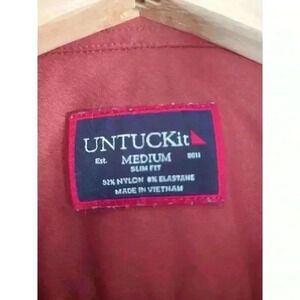 UNTUCKit
Est. MEDIUM 2011
SLIM FIT
92% NYLON 8% ELASTANE
MADE IN VIETNAM